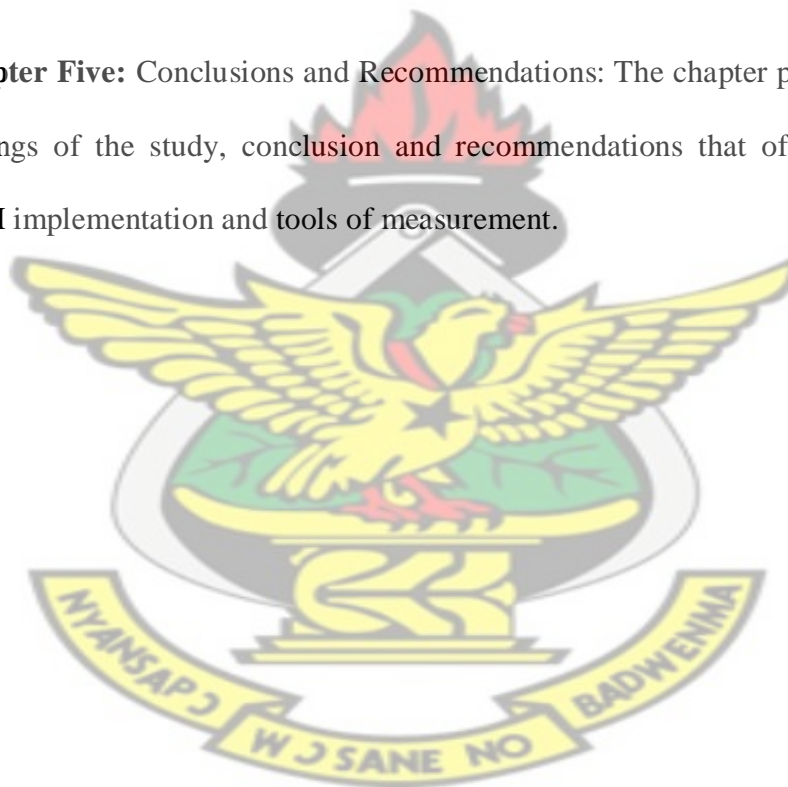 pter Five: Conclusions and Recommendations: The chapter p
ngs of the study, conclusion and recommendations that of
I implementation and tools of measurement.
NYANSAPƆ
WƆSANE NO
BADWENMA